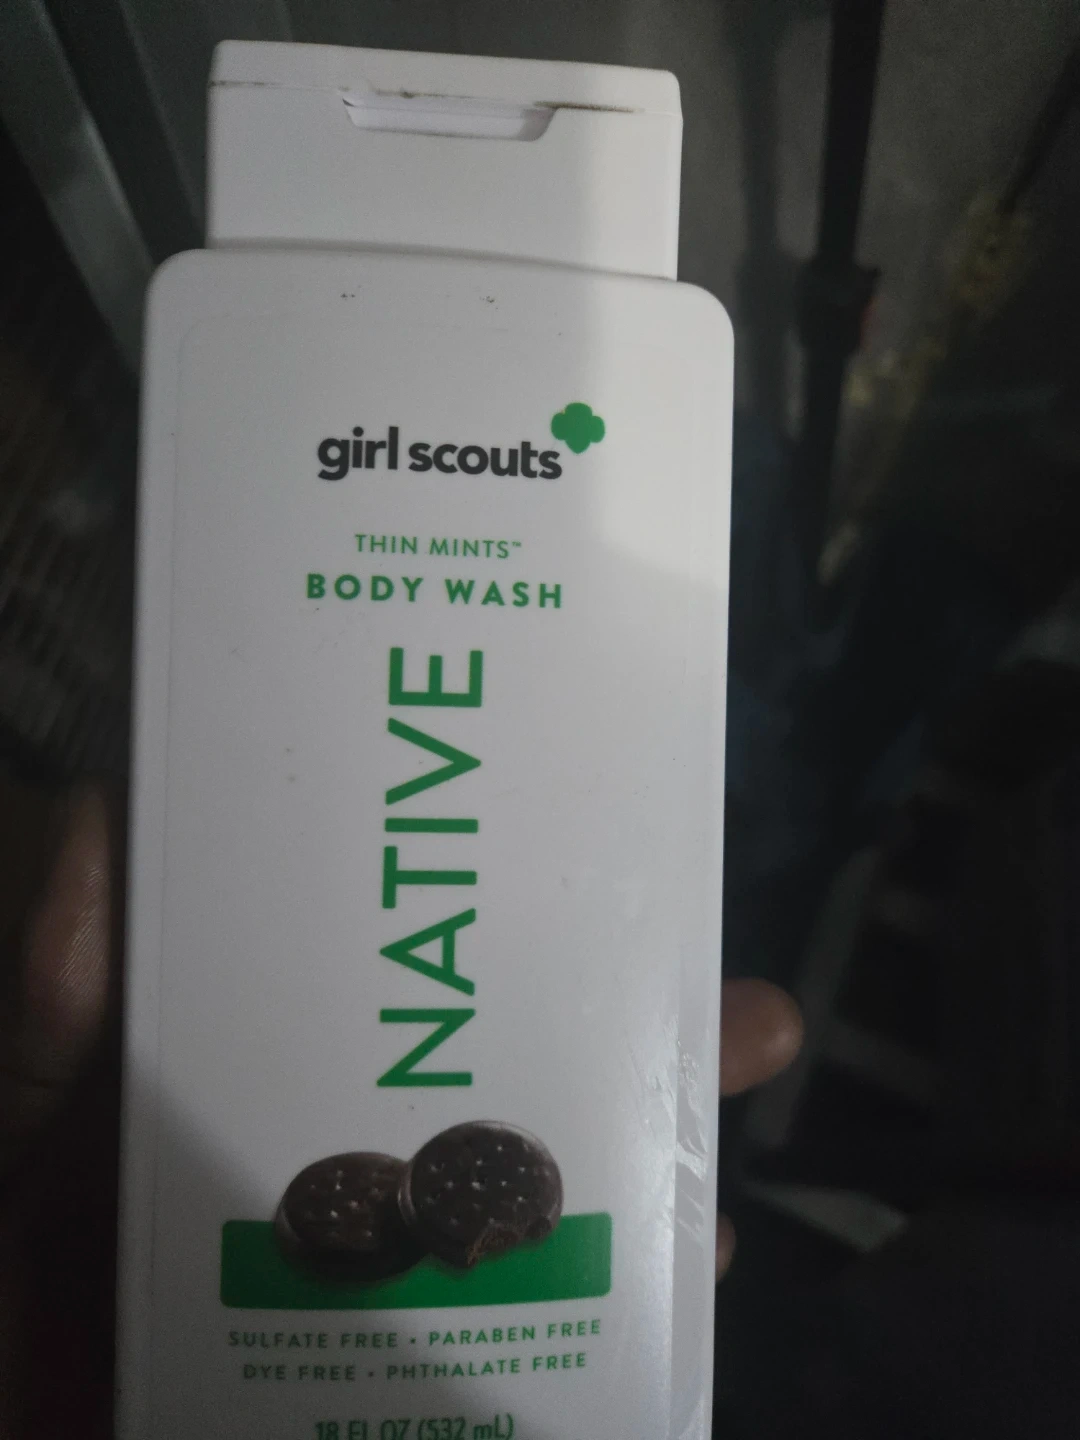 girl scouts
THIN MINTS™
BODY WASH
NATIVE
SULFATE FREE • PARABEN FREE
DYE FREE • PHTHALATE FREE
18 FL OZ (532 mL)